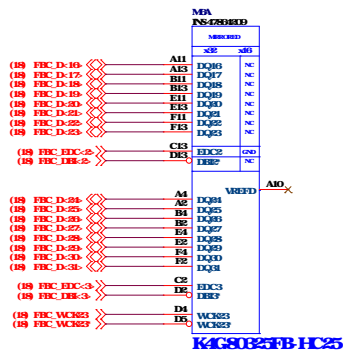 M8A
INS47864209
MIRRORED
x32 x16
(18) FBC_D<16> A11 DQ16 NC
(18) FBC_D<17> A13 DQ17 NC
(18) FBC_D<18> B11 DQ18 NC
(18) FBC_D<19> B13 DQ19 NC
(18) FBC_D<20> E11 DQ20 NC
(18) FBC_D<21> E13 DQ21 NC
(18) FBC_D<22> F11 DQ22 NC
(18) FBC_D<23> F13 DQ23 NC
(18) FBC_EDC<2> C13 EDC2 GND
(18) FBC_DBI<2> D13 DBI2* NC
A10 VREFD
(18) FBC_D<24> A4 DQ24
(18) FBC_D<25> A2 DQ25
(18) FBC_D<26> B4 DQ26
(18) FBC_D<27> B2 DQ27
(18) FBC_D<28> E4 DQ28
(18) FBC_D<29> E2 DQ29
(18) FBC_D<30> F4 DQ30
(18) FBC_D<31> F2 DQ31
(18) FBC_EDC<3> C2 EDC3
(18) FBC_DBI<3> D2 DBI3*
(18) FBC_WCK23 D4 WCK23
(18) FBC_WCK23* D5 WCK23*
K4G80325FB-HC25